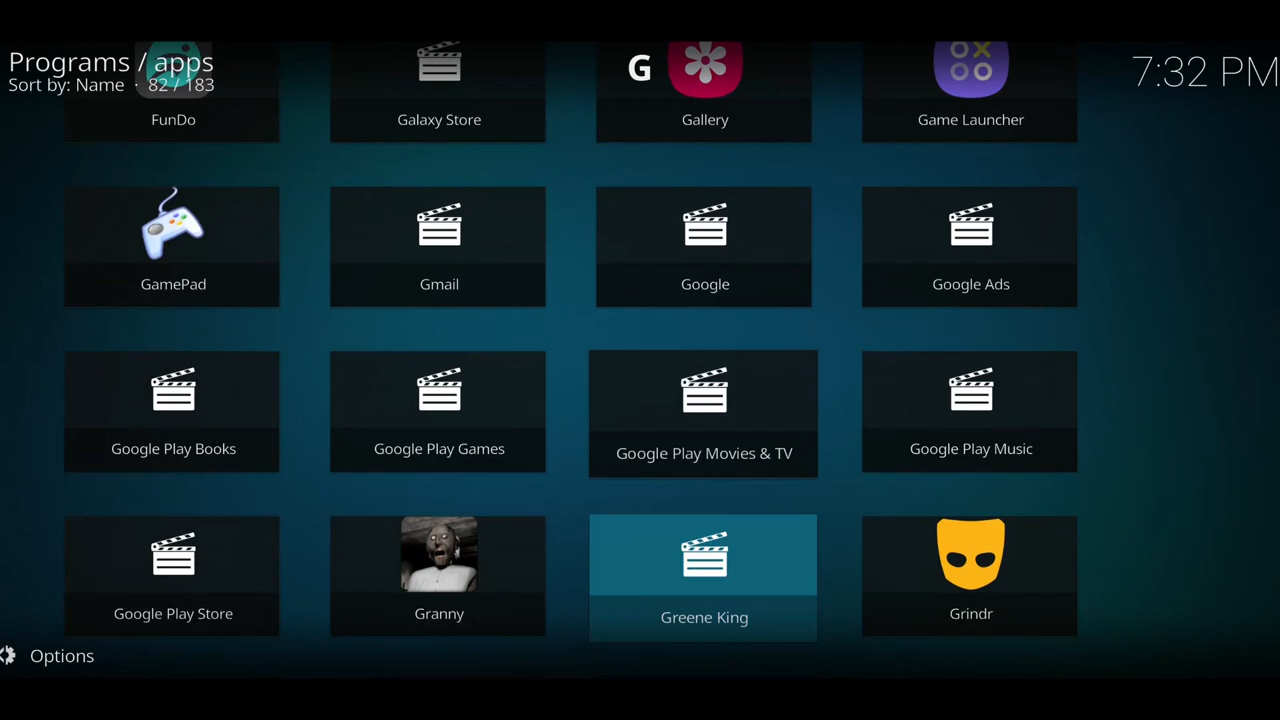 Programs / apps
Sort by: Name · 82 / 183
G
7:32 PM
FunDo
Galaxy Store
Gallery
Game Launcher
GamePad
Gmail
Google
Google Ads
Google Play Books
Google Play Games
Google Play Movies & TV
Google Play Music
Google Play Store
Granny
Greene King
Grindr
Options